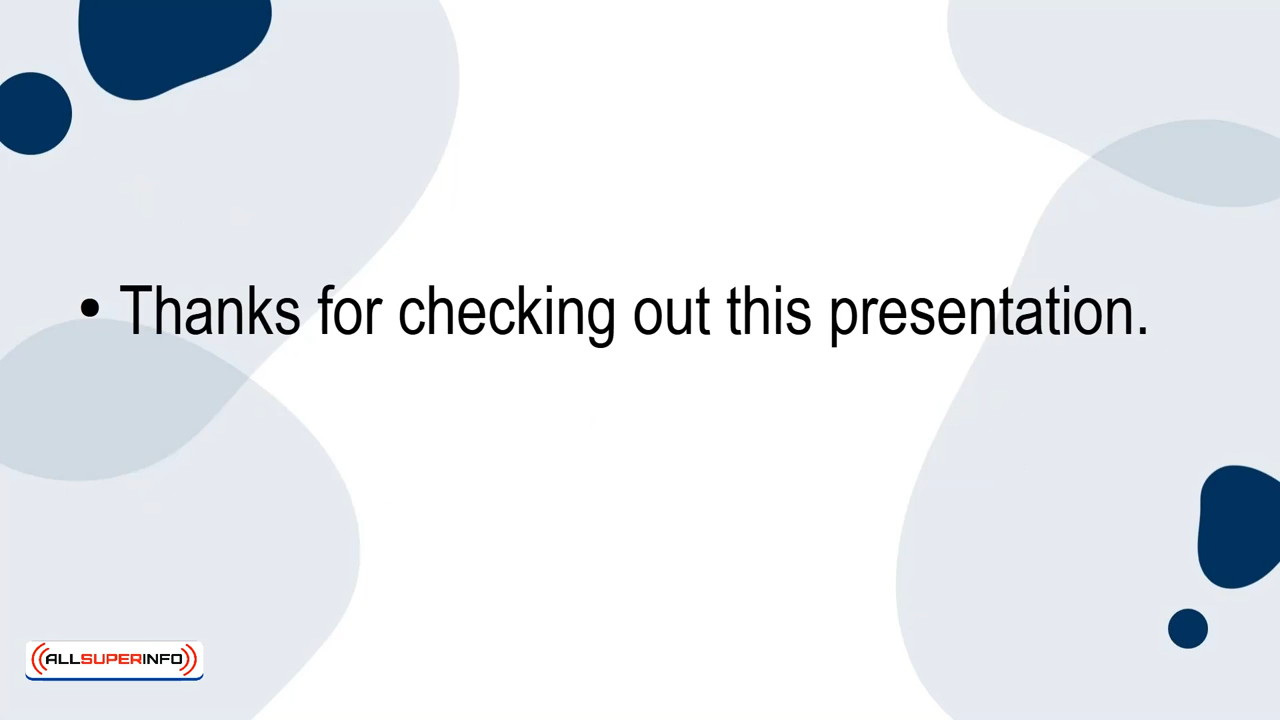 • Thanks for checking out this presentation.
ALLSUPERINFO